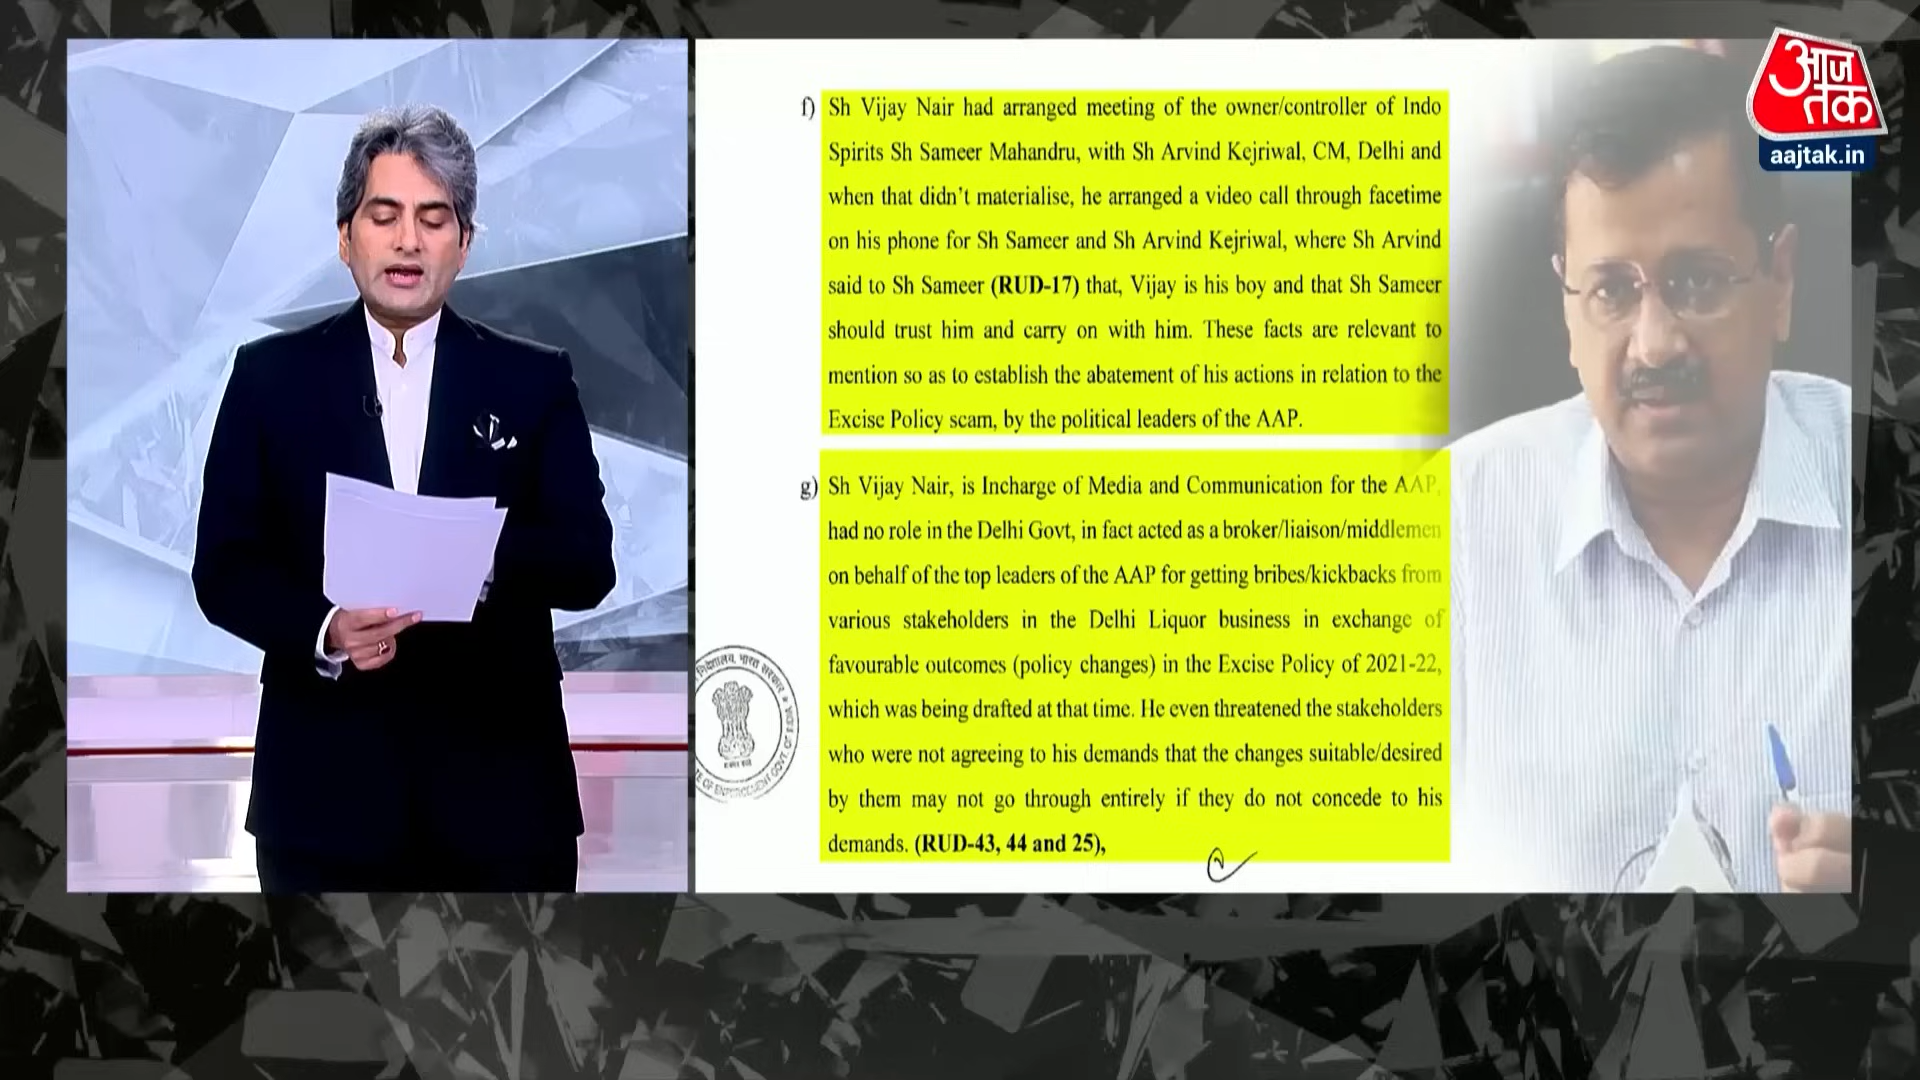 आज
तक
aajtak.in
f) Sh Vijay Nair had arranged meeting of the owner/controller of Indo
Spirits Sh Sameer Mahandru, with Sh Arvind Kejriwal, CM, Delhi and
when that didn't materialise, he arranged a video call through facetime
on his phone for Sh Sameer and Sh Arvind Kejriwal, where Sh Arvind
said to Sh Sameer (RUD-17) that, Vijay is his boy and that Sh Sameer
should trust him and carry on with him. These facts are relevant to
mention so as to establish the abatement of his actions in relation to the
Excise Policy scam, by the political leaders of the AAP.
g) Sh Vijay Nair, is Incharge of Media and Communication for the AAP,
had no role in the Delhi Govt, in fact acted as a broker/liaison/middlemen
on behalf of the top leaders of the AAP for getting bribes/kickbacks from
various stakeholders in the Delhi Liquor business in exchange of
favourable outcomes (policy changes) in the Excise Policy of 2021-22,
which was being drafted at that time. He even threatened the stakeholders
who were not agreeing to his demands that the changes suitable/desired
by them may not go through entirely if they do not concede to his
demands. (RUD-43, 44 and 25),
भारत सरकार
OF ENFORCEMENT GOVT. OF INDIA